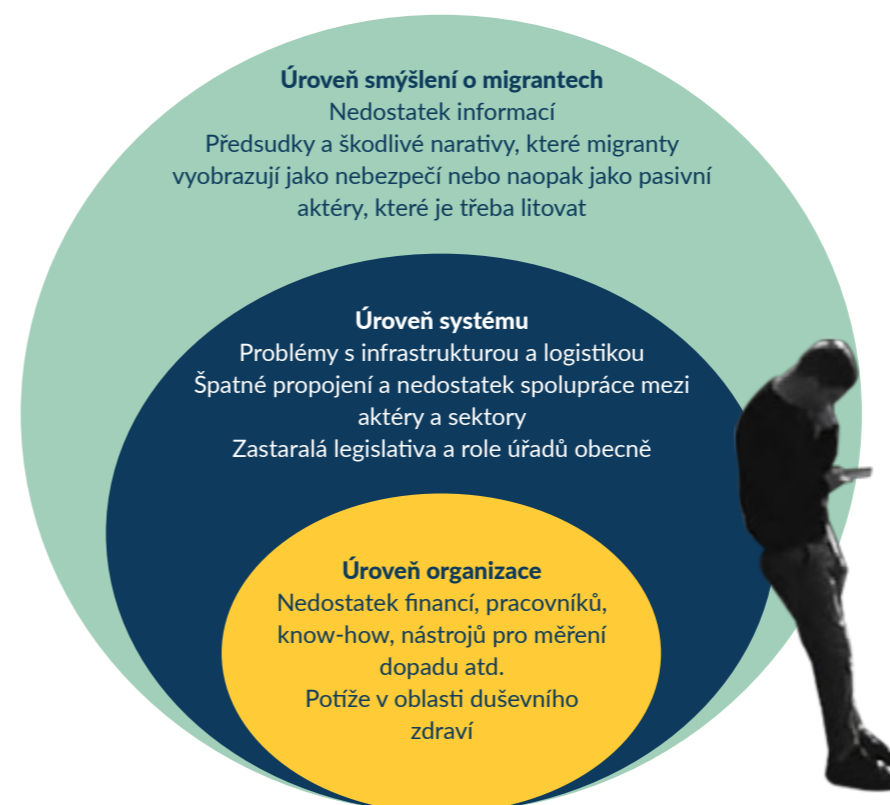 Úroveň smýšlení o migrantech
Nedostatek informací
Předsudky a škodlivé narativy, které migranty
vyobrazují jako nebezpečí nebo naopak jako pasivní
aktéry, které je třeba litovat
Úroveň systému
Problémy s infrastrukturou a logistikou
Špatné propojení a nedostatek spolupráce mezi
aktéry a sektory
Zastaralá legislativa a role úřadů obecně
Úroveň organizace
Nedostatek financí, pracovníků,
know-how, nástrojů pro měření
dopadu atd.
Potíže v oblasti duševního
zdraví